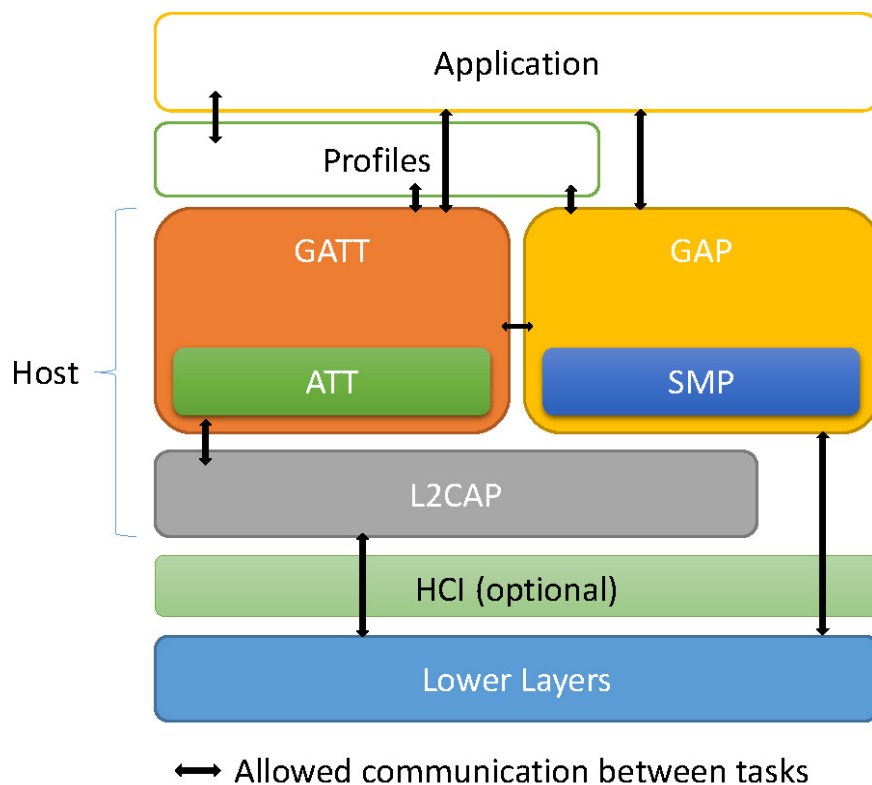 Application
Profiles
GATT
GAP
Host
ATT
SMP
L2CAP
HCI (optional)
Lower Layers
Allowed communication between tasks